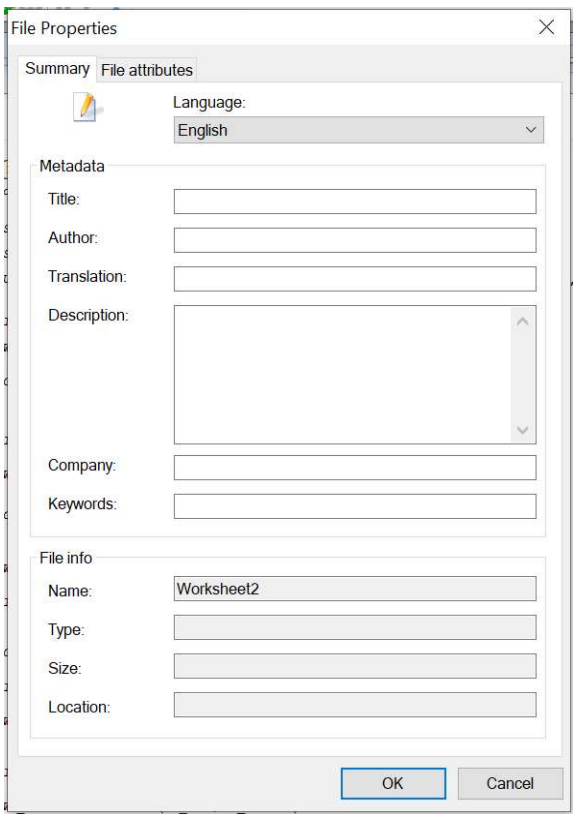 File Properties
Summary File attributes
Language:
English
Metadata
Title:
Author:
Translation:
Description:
Company:
Keywords:
File info
Name: Worksheet2
Type:
Size:
Location:
OK Cancel